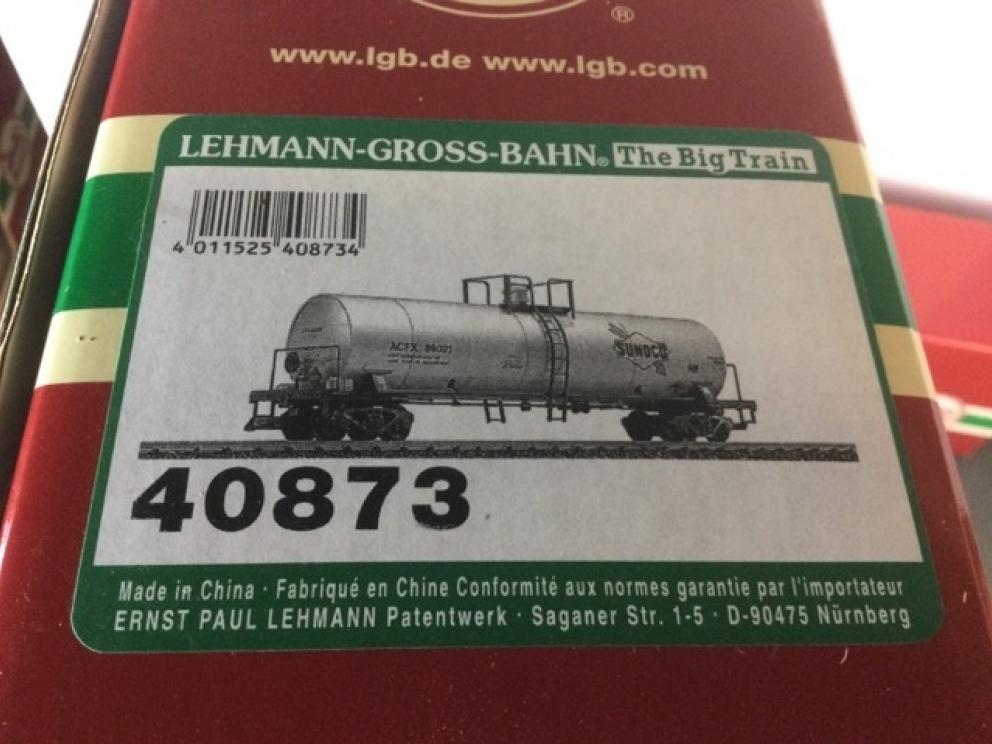 ®
www.lgb.de www.lgb.com
LEHMANN-GROSS-BAHN® The Big Train
4 011525 408734
ACFX 86021
SUNOCO
40873
Made in China · Fabriqué en Chine Conformité aux normes garantie par l'importateur
ERNST PAUL LEHMANN Patentwerk · Saganer Str. 1-5 · D-90475 Nürnberg